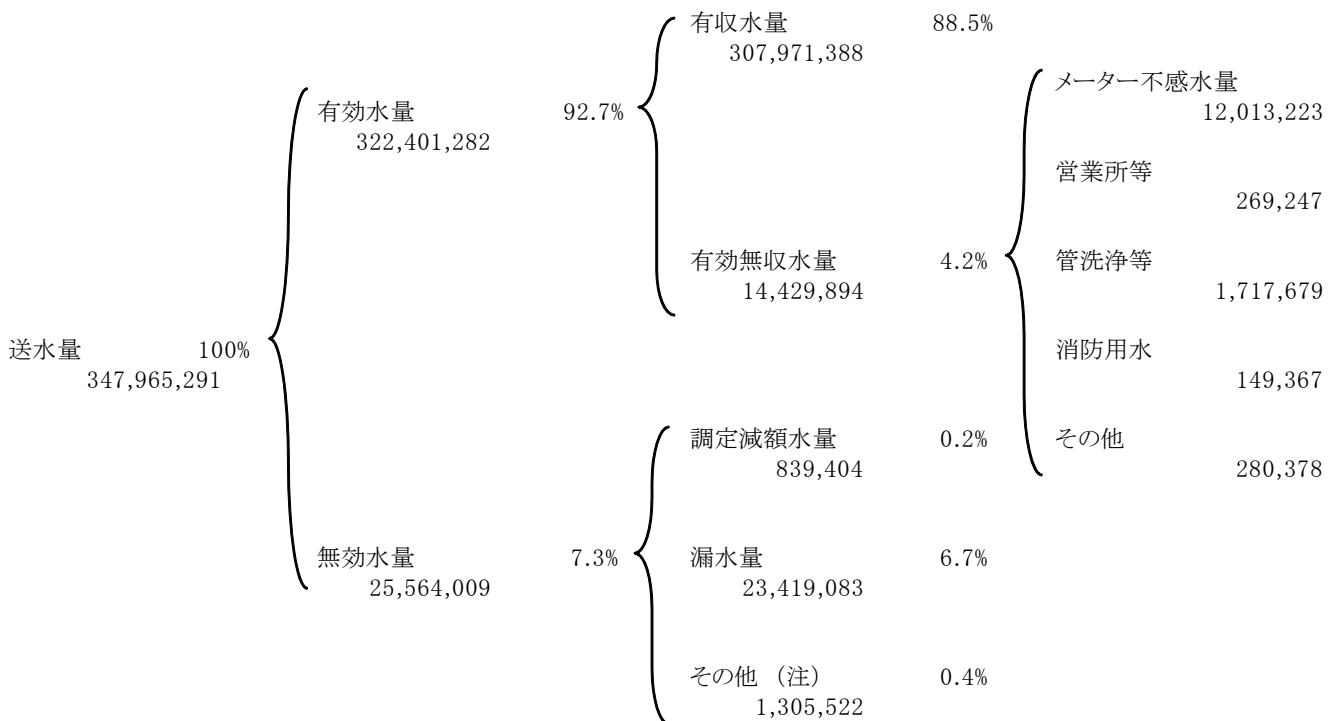 有収水量 88.5%
307,971,388
メーター不感水量
有効水量 92.7%
12,013,223
322,401,282
営業所等
269,247
有効無収水量 4.2% 管洗浄等
14,429,894 1,717,679
送水量 100% 消防用水
347,965,291 149,367
調定減額水量 0.2% その他
839,404 280,378
無効水量 7.3% 漏水量 6.7%
25,564,009 23,419,083
その他 （注） 0.4%
1,305,522